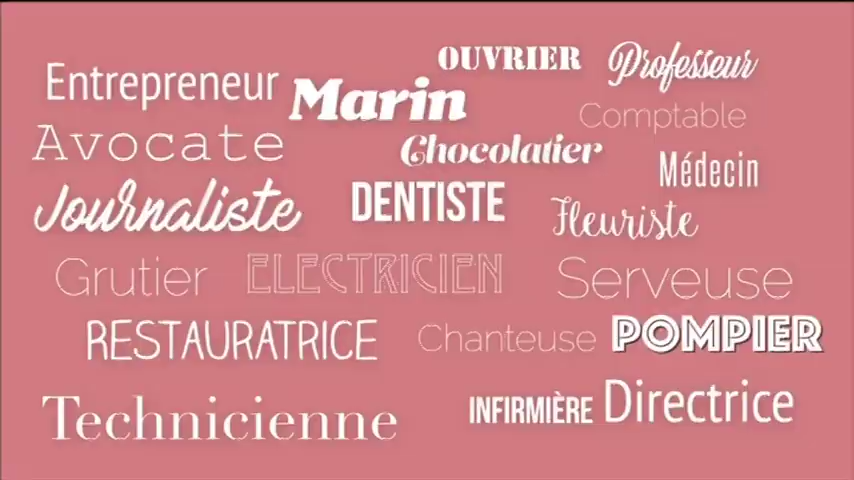 OUVRIER
Professeur
Entrepreneur
Marin
Comptable
Avocate
Chocolatier
Médecin
Journaliste
DENTISTE
Fleuriste
Grutier
ELECTRICIEN
Serveuse
RESTAURATRICE
Chanteuse
POMPIER
Technicienne
INFIRMIÈRE
Directrice